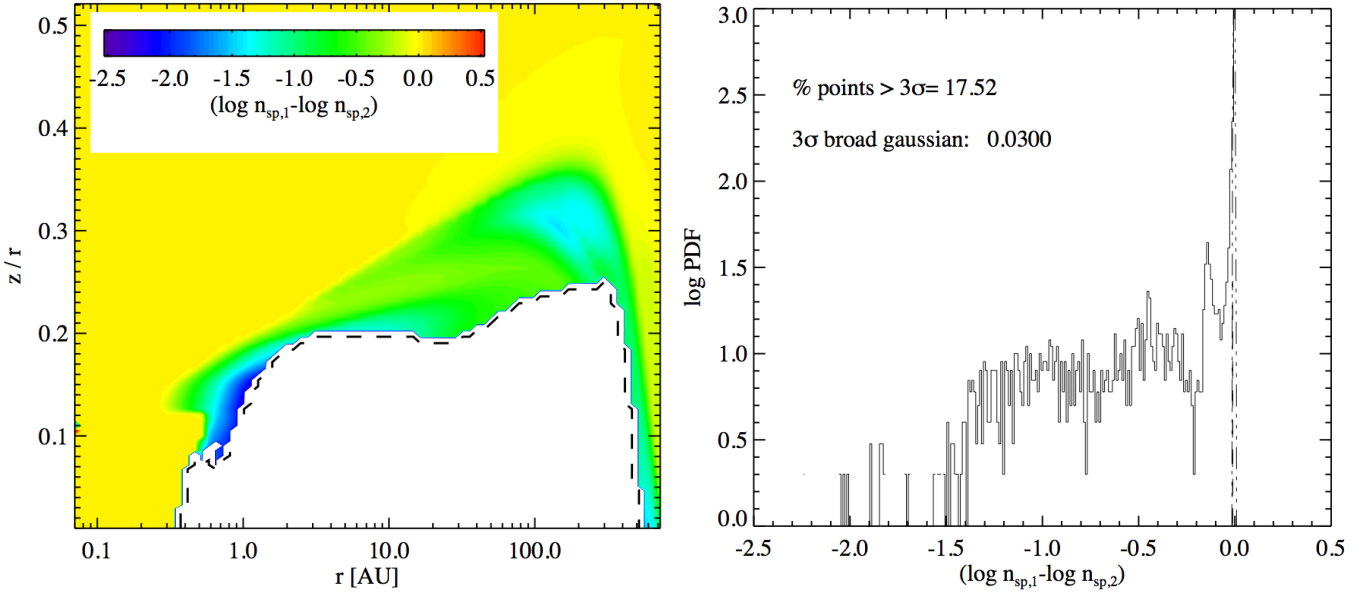 0.5
0.4
0.3
0.2
0.1
z / r
-2.5 -2.0 -1.5 -1.0 -0.5 0.0 0.5
(log n_sp,1-log n_sp,2)
0.1 1.0 10.0 100.0
r [AU]
3.0
2.5
2.0
1.5
1.0
0.5
0.0
log PDF
% points > 3σ= 17.52
3σ broad gaussian: 0.0300
-2.5 -2.0 -1.5 -1.0 -0.5 0.0 0.5
(log n_sp,1-log n_sp,2)